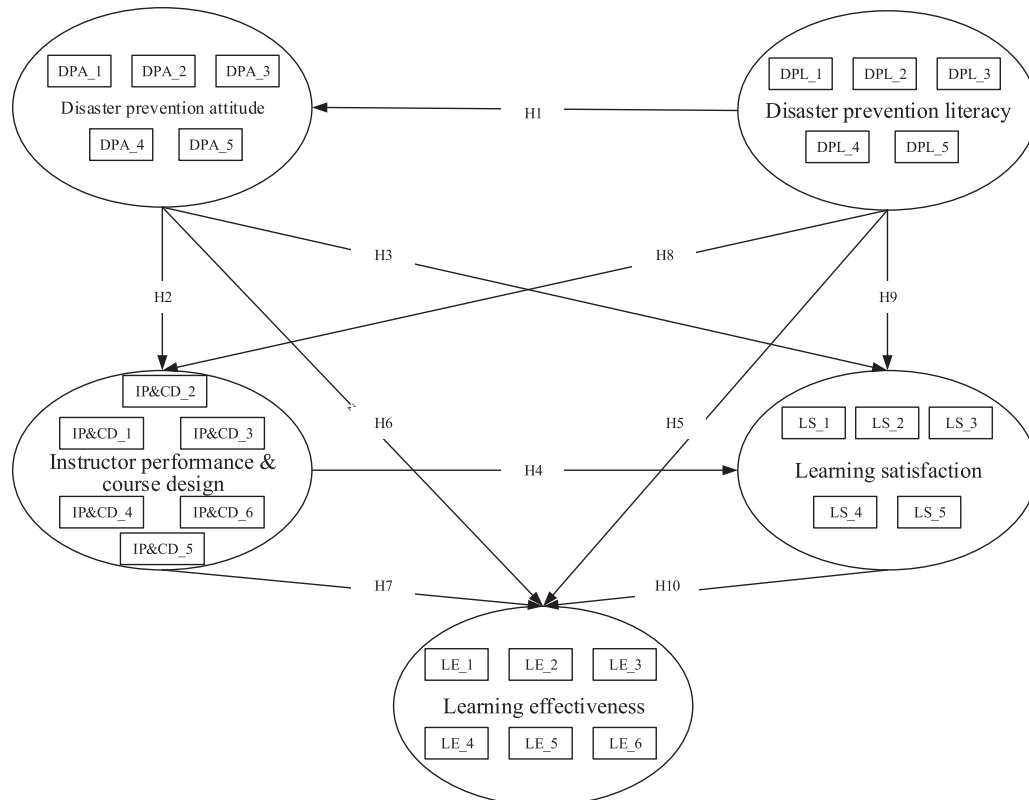 DPA_1 DPA_2 DPA_3
Disaster prevention attitude
DPA_4 DPA_5
DPL_1 DPL_2 DPL_3
Disaster prevention literacy
DPL_4 DPL_5
H1
H3
H8
H2
H9
H6
H5
IP&CD_2
IP&CD_1 IP&CD_3
Instructor performance &
course design
IP&CD_4 IP&CD_6
IP&CD_5
H4
LS_1 LS_2 LS_3
Learning satisfaction
LS_4 LS_5
H7
H10
LE_1 LE_2 LE_3
Learning effectiveness
LE_4 LE_5 LE_6